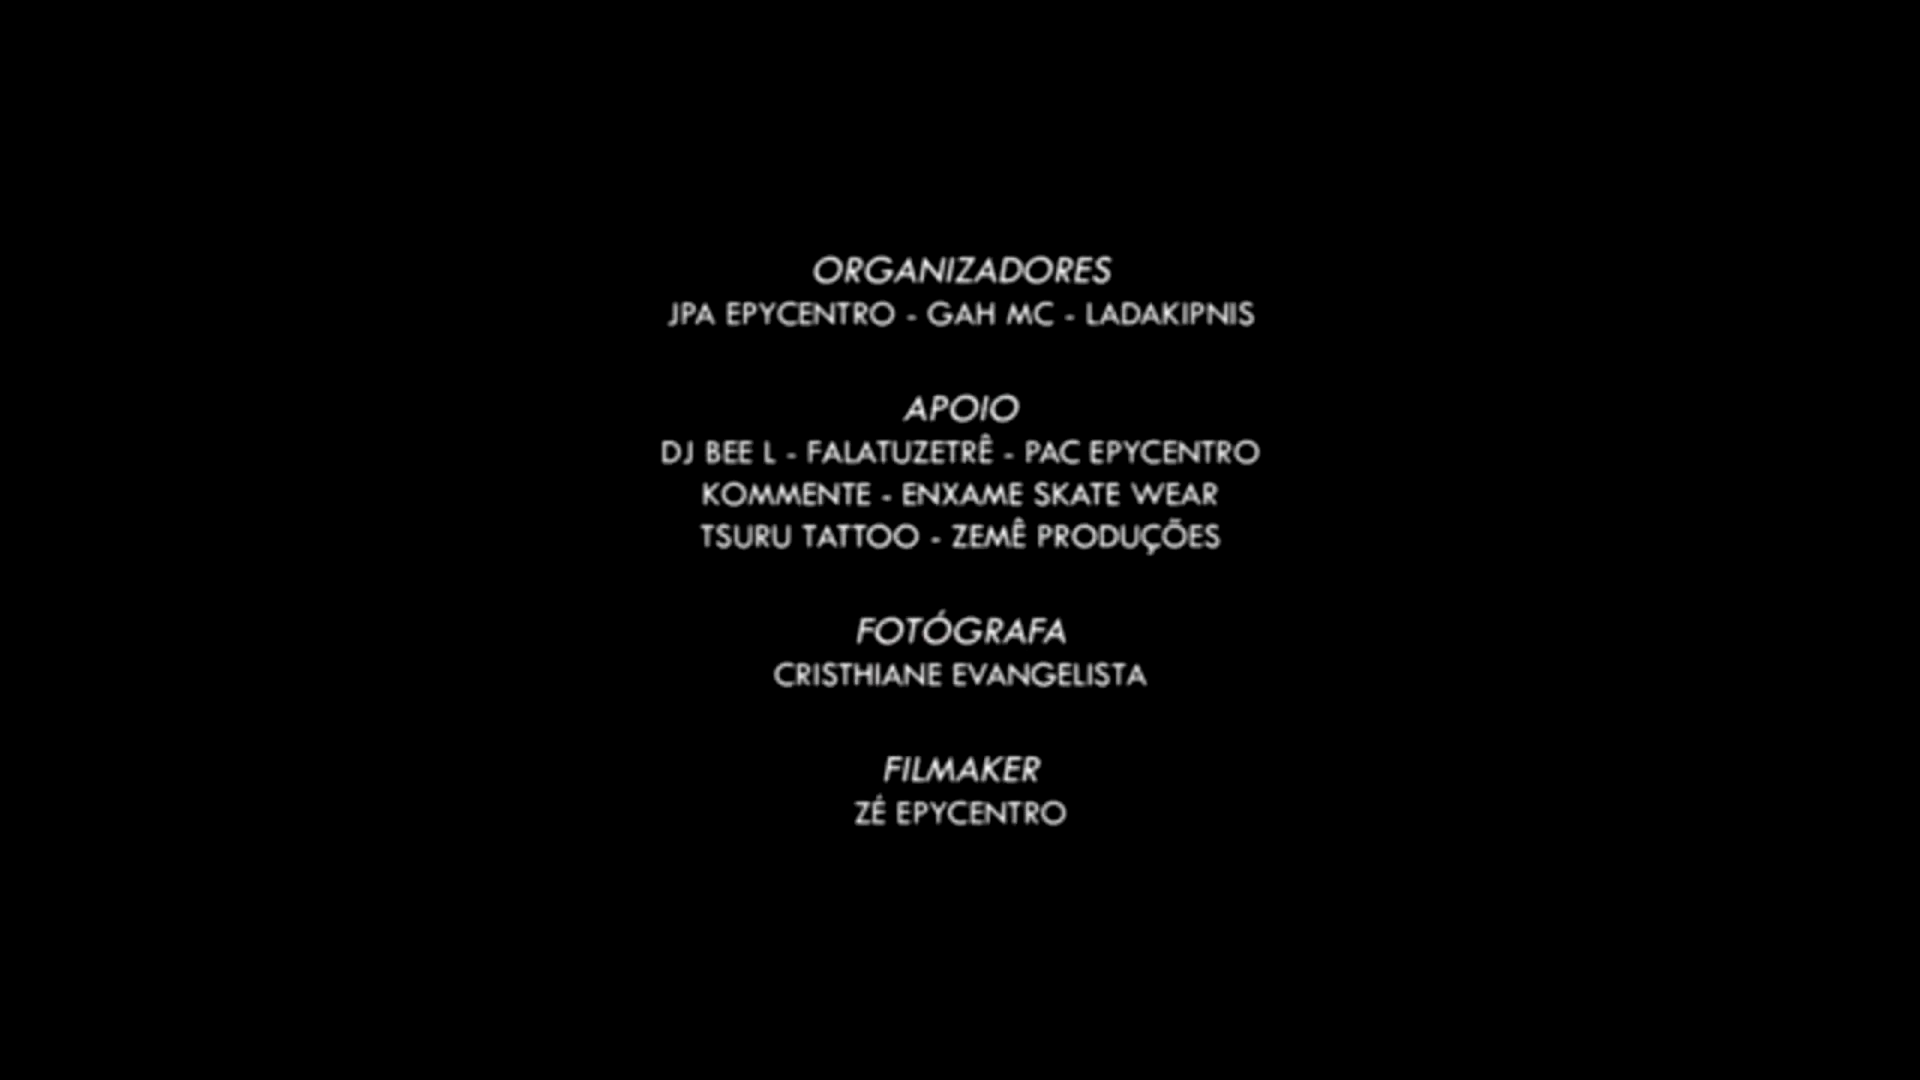 ORGANIZADORES
JPA EPYCENTRO - GAH MC - LADAKIPNIS
APOIO
DJ BEE L - FALATUZETRÊ - PAC EPYCENTRO
KOMMENTE - ENXAME SKATE WEAR
TSURU TATTOO - ZEMÊ PRODUÇÕES
FOTÓGRAFA
CRISTHIANE EVANGELISTA
FILMAKER
ZÉ EPYCENTRO